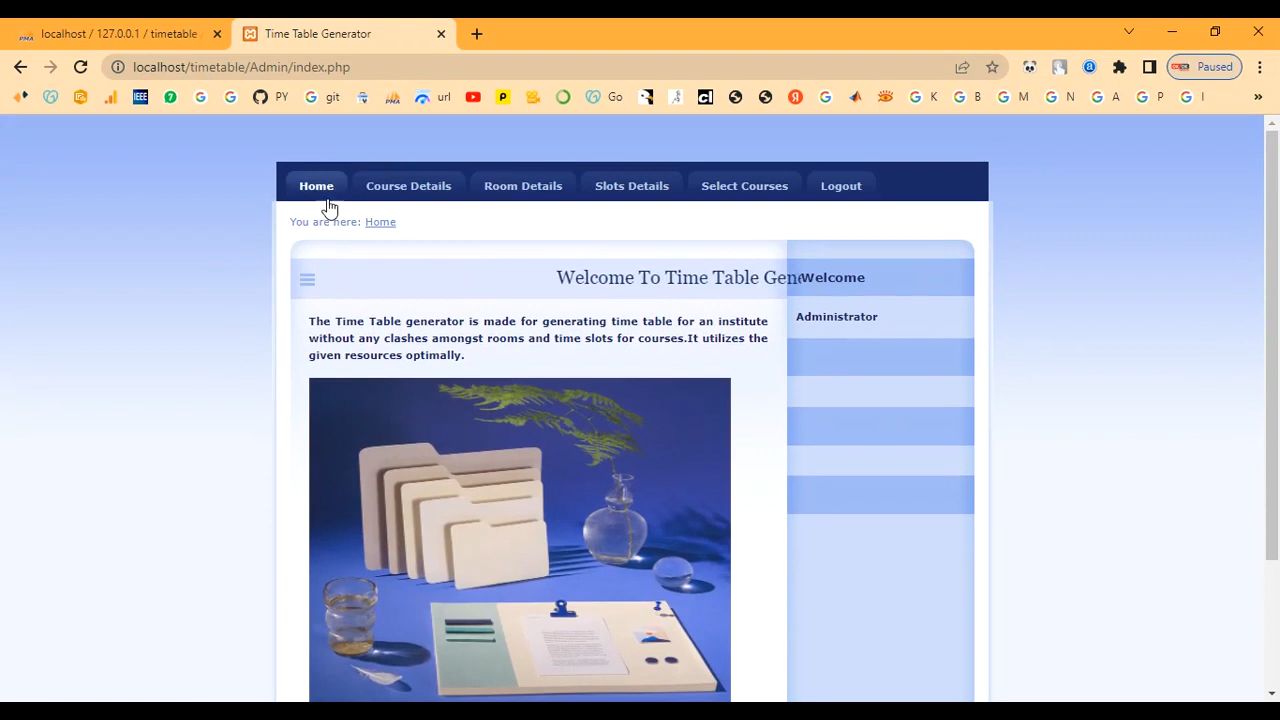 localhost / 127.0.0.1 / timetable
Time Table Generator
localhost/timetable/Admin/index.php
Paused
PY
git
url
Go
K
B
M
N
A
P
I
»
Home
Course Details
Room Details
Slots Details
Select Courses
Logout
You are here: Home
Welcome To Time Table Gene
Welcome
The Time Table generator is made for generating time table for an institute
without any clashes amongst rooms and time slots for courses.It utilizes the
given resources optimally.
Administrator